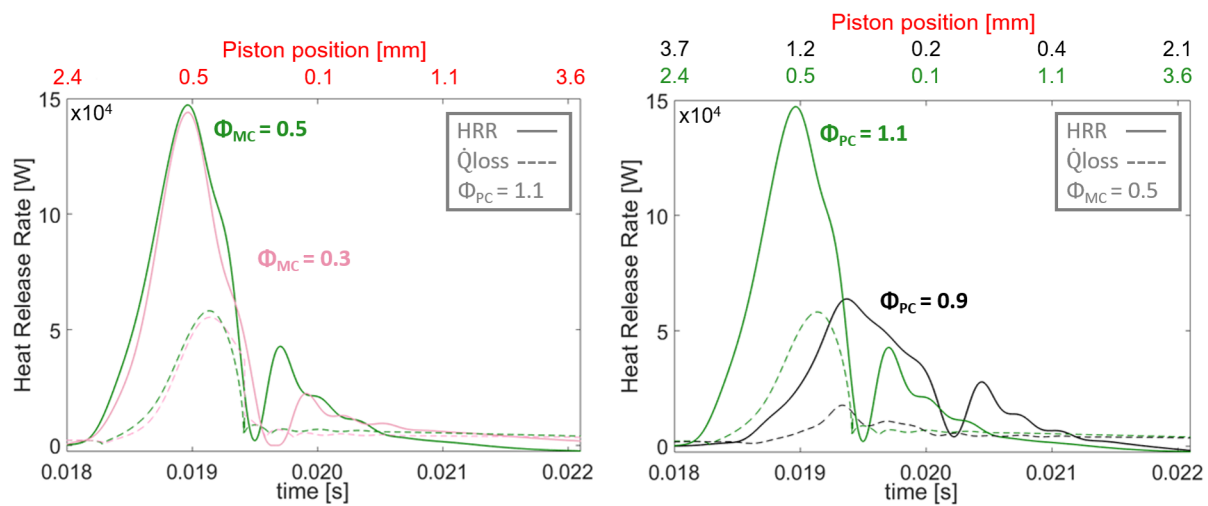 Piston position [mm]
2.4 0.5 0.1 1.1 3.6
x10⁴
15
10
5
0
Heat Release Rate [W]
Φ_MC = 0.5
Φ_MC = 0.3
HRR
Q̇loss
Φ_PC = 1.1
0.018 0.019 0.020 0.021 0.022
time [s]
Piston position [mm]
3.7 1.2 0.2 0.4 2.1
2.4 0.5 0.1 1.1 3.6
x10⁴
15
10
5
0
Heat Release Rate [W]
Φ_PC = 1.1
Φ_PC = 0.9
HRR
Q̇loss
Φ_MC = 0.5
0.018 0.019 0.020 0.021 0.022
time [s]